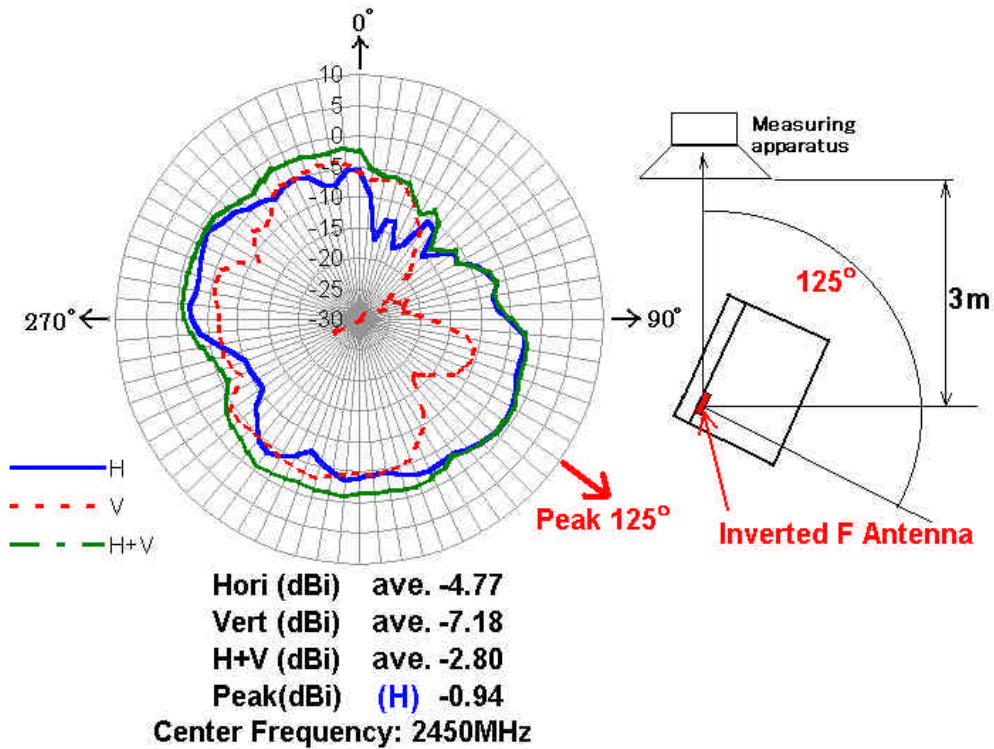 0°
10
5
0
-5
-10
-15
-20
-25
-30
270°
90°
H
V
H+V
Peak 125°
Measuring
apparatus
125°
3m
Inverted F Antenna
Hori (dBi) ave. -4.77
Vert (dBi) ave. -7.18
H+V (dBi) ave. -2.80
Peak(dBi) (H) -0.94
Center Frequency: 2450MHz